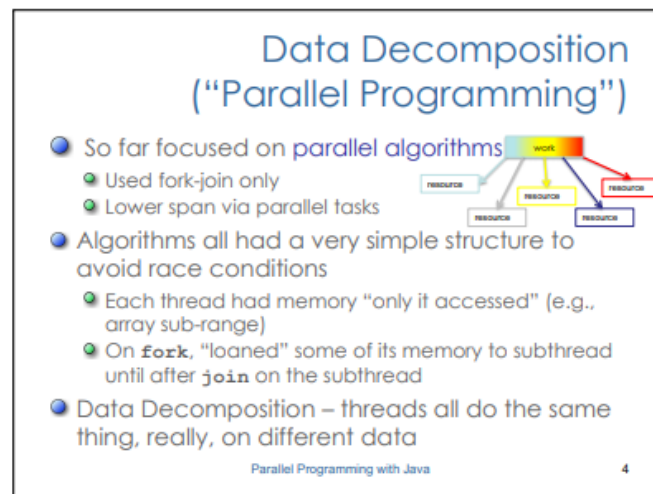 Data Decomposition
(“Parallel Programming”)
So far focused on parallel algorithms
work
Used fork-join only
resource
resource
Lower span via parallel tasks
resource
resource
resource
Algorithms all had a very simple structure to
avoid race conditions
Each thread had memory “only it accessed” (e.g.,
array sub-range)
On fork, “loaned” some of its memory to subthread
until after join on the subthread
Data Decomposition – threads all do the same
thing, really, on different data
Parallel Programming with Java
4